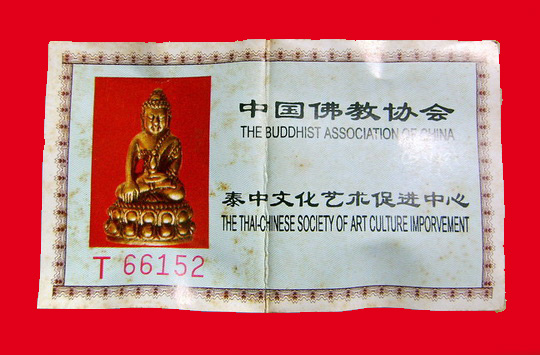 中国佛教协会
THE BUDDHIST ASSOCIATION OF CHINA
泰中文化艺术促进中心
THE THAI-CHINESE SOCIETY OF ART CULTURE IMPORVEMENT
T 66152